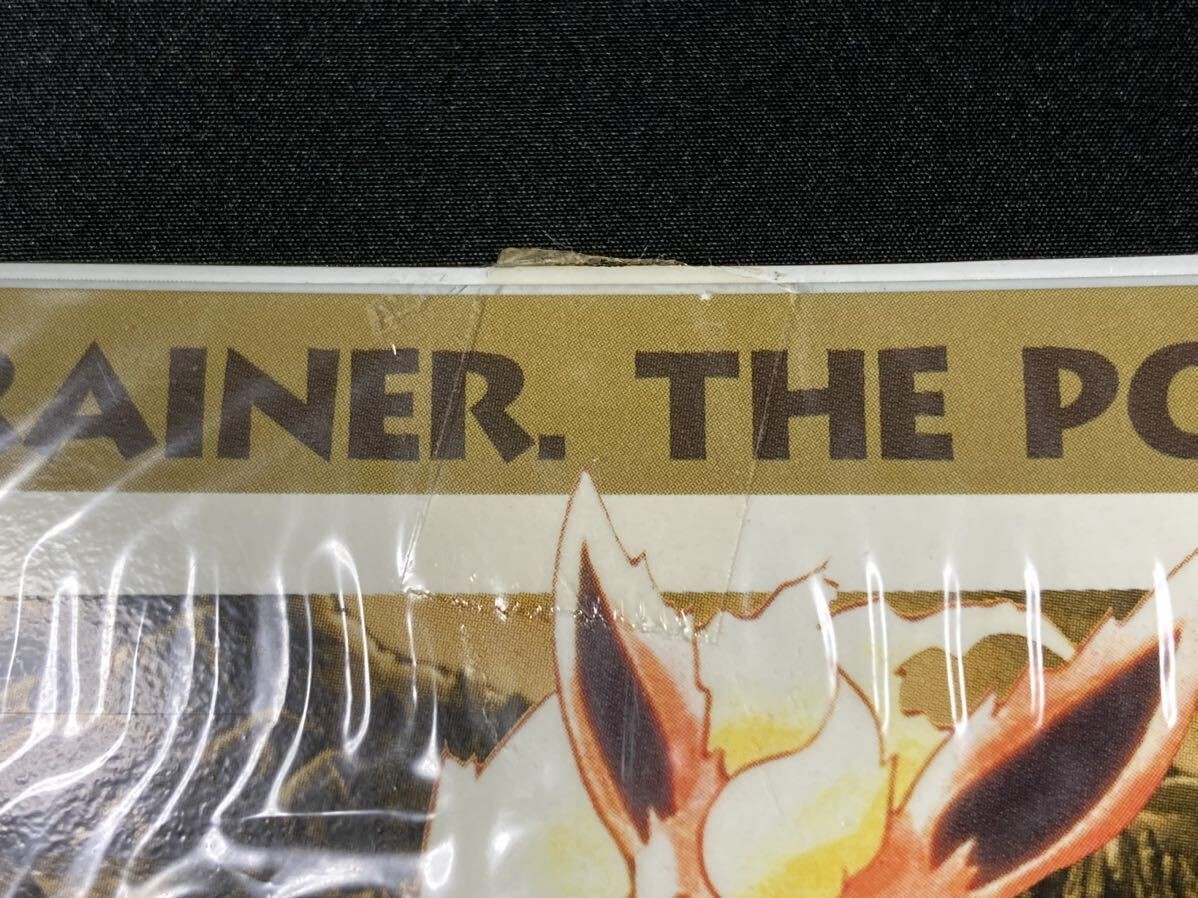 RAINER. THE PO